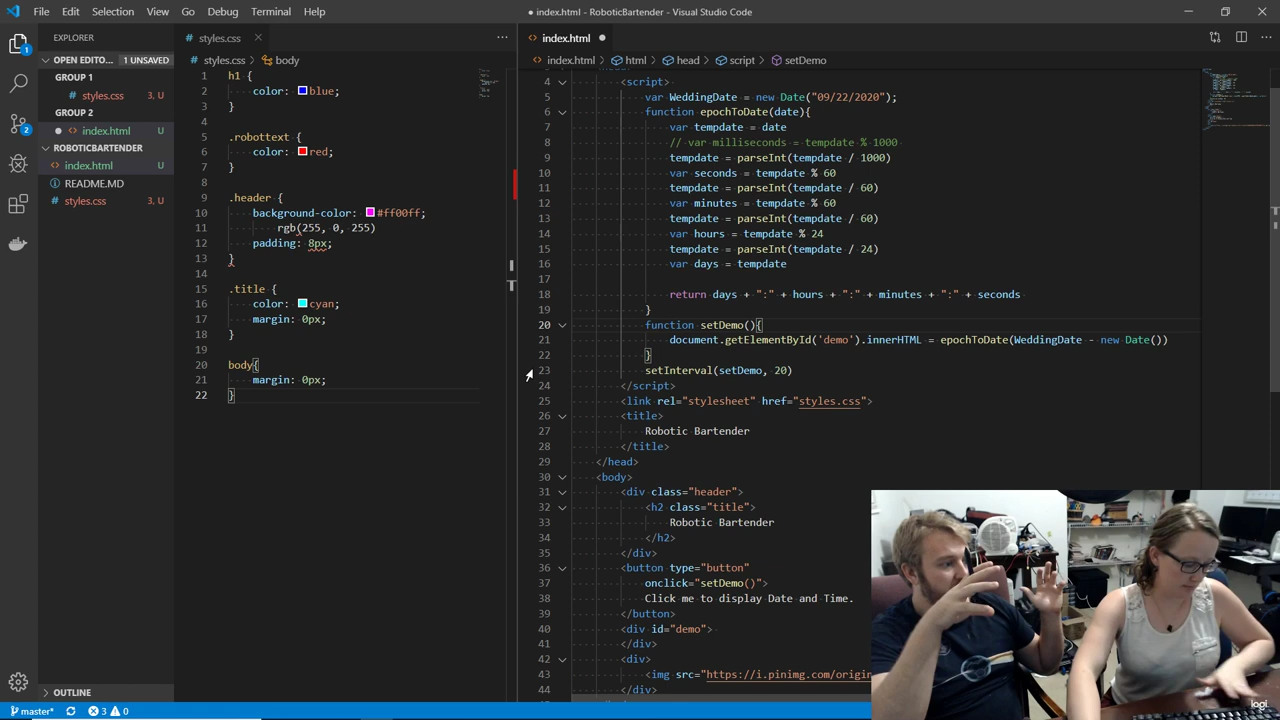 File Edit Selection View Go Debug Terminal Help
● index.html - RoboticBartender - Visual Studio Code
EXPLORER
OPEN EDITO... 1 UNSAVED
GROUP 1
styles.css 3, U
GROUP 2
index.html U
ROBOTICBARTENDER
index.html U
README.MD
styles.css 3, U
OUTLINE
1
2
styles.css
styles.css > body
1 h1 {
2 color: blue;
3 }
4
5 .robottext {
6 color: red;
7 }
8
9 .header {
10 background-color: #ff00ff;
11 rgb(255, 0, 255)
12 padding: 8px;
13 }
14
15 .title {
16 color: cyan;
17 margin: 0px;
18 }
19
20 body{
21 margin: 0px;
22 }
index.html
index.html > html > head > script > setDemo
4 <script>
5 var WeddingDate = new Date("09/22/2020");
6 function epochToDate(date){
7 var tempdate = date
8 // var milliseconds = tempdate % 1000
9 tempdate = parseInt(tempdate / 1000)
10 var seconds = tempdate % 60
11 tempdate = parseInt(tempdate / 60)
12 var minutes = tempdate % 60
13 tempdate = parseInt(tempdate / 60)
14 var hours = tempdate % 24
15 tempdate = parseInt(tempdate / 24)
16 var days = tempdate
17
18 return days + ":" + hours + ":" + minutes + ":" + seconds
19 }
20 function setDemo(){
21 document.getElementById('demo').innerHTML = epochToDate(WeddingDate - new Date())
22 }
23 setInterval(setDemo, 20)
24 </script>
25 <link rel="stylesheet" href="styles.css">
26 <title>
27 Robotic Bartender
28 </title>
29 </head>
30 <body>
31 <div class="header">
32 <h2 class="title">
33 Robotic Bartender
34 </h2>
35 </div>
36 <button type="button"
37 onclick="setDemo()">
38 Click me to display Date and Time.
39 </button>
40 <div id="demo">
41 </div>
42 <div>
43 <img src="https://i.pinimg.com/origin
44 </div>
master* 3 0
logi